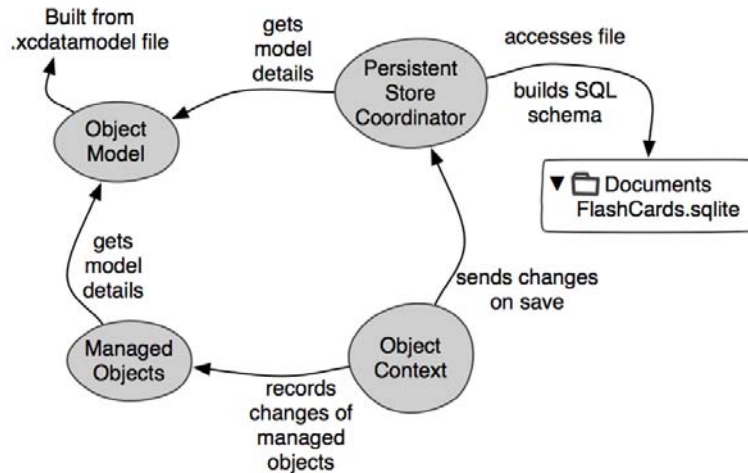 Built from
.xcdatamodel file
gets
model
details
accesses file
Persistent
Store
Coordinator
builds SQL
schema
Object
Model
Documents
FlashCards.sqlite
gets
model
details
sends changes
on save
Managed
Objects
Object
Context
records
changes of
managed
objects